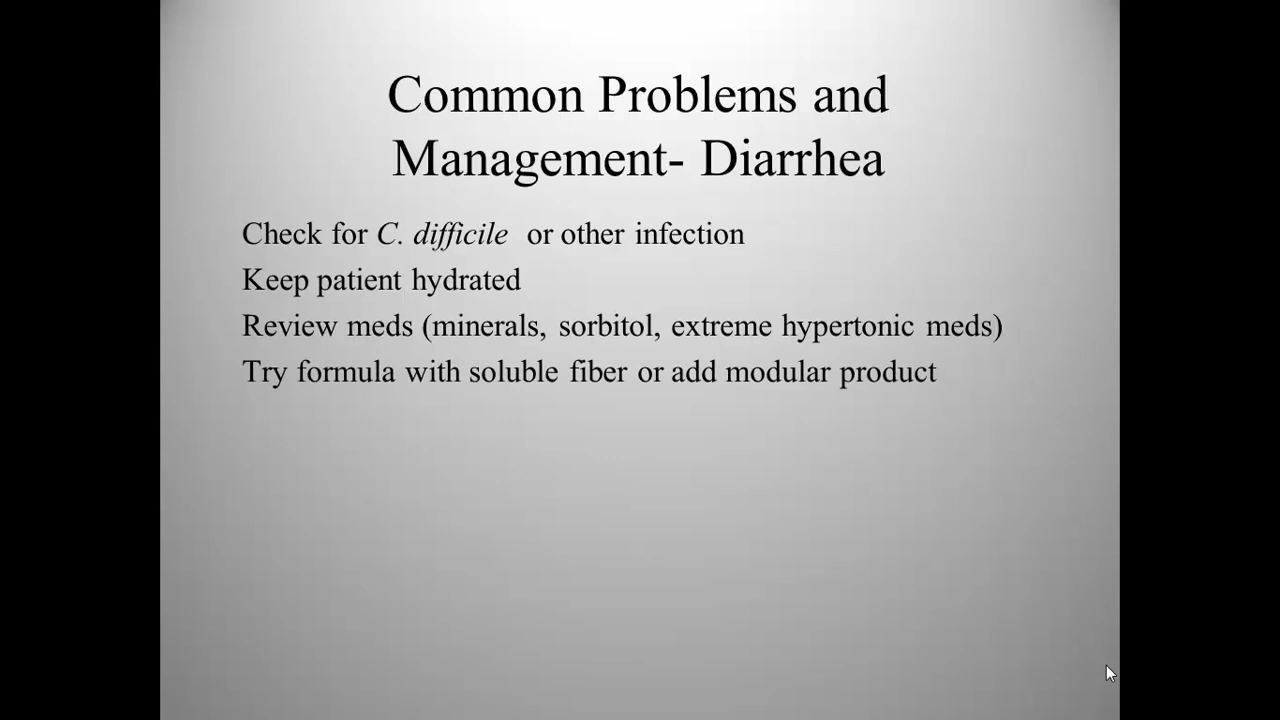 Common Problems and
Management- Diarrhea
Check for C. difficile or other infection
Keep patient hydrated
Review meds (minerals, sorbitol, extreme hypertonic meds)
Try formula with soluble fiber or add modular product